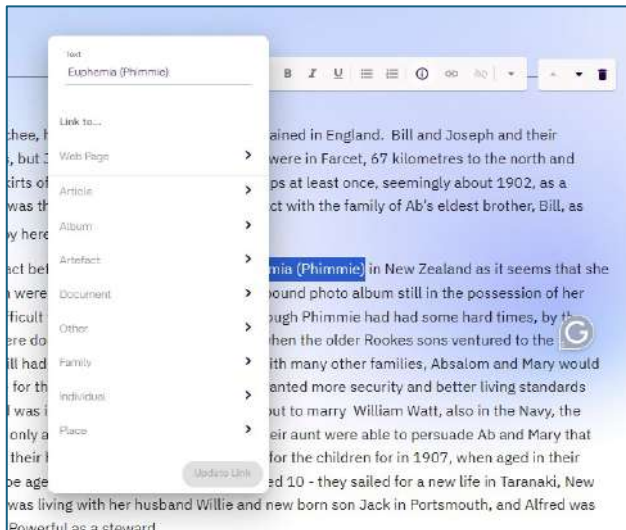 Text
Euphemia (Phimmie)
B I U
Link to...
Web Page
Article
Album
Artefact
Document
Other
Family
Individual
Place
Update Link
chee, h ained in England. Bill and Joseph and their
s, but J were in Farcet, 67 kilometres to the north and
kirts of ps at least once, seemingly about 1902, as a
was th ct with the family of Ab's eldest brother, Bill, as
by here
act bef mia (Phimmie) in New Zealand as it seems that she
were ound photo album still in the possession of her
fficult ough Phimmie had had some hard times, by th
ere do when the older Rookes sons ventured to the
ill had ith many other families, Absalom and Mary would
for th anted more security and better living standards
d was i out to marry William Watt, also in the Navy, the
only a eir aunt were able to persuade Ab and Mary that
their h for the children for in 1907, when aged in their
be age ed 10 - they sailed for a new life in Taranaki, New
was living with her husband Willie and new born son Jack in Portsmouth, and Alfred was
Powerful as a steward
G